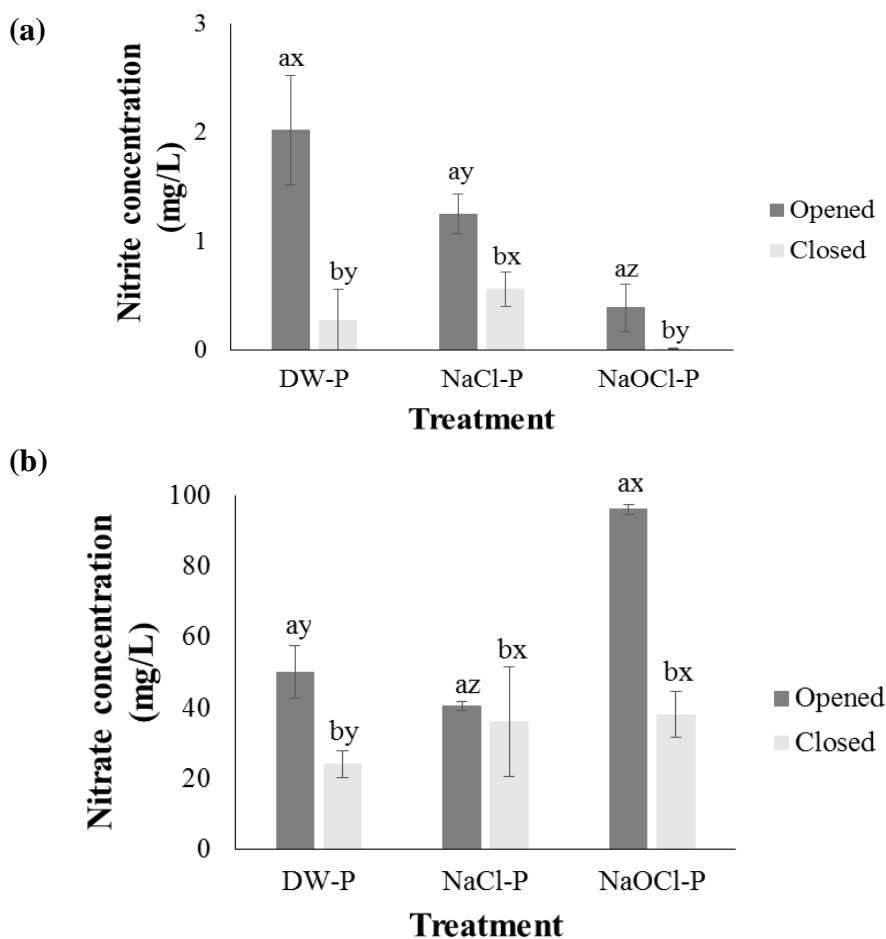 (a)
Nitrite concentration
(mg/L)
3
2
1
0
ax
by
ay
bx
az
by
DW-P
NaCl-P
NaOCl-P
Treatment
Opened
Closed
(b)
Nitrate concentration
(mg/L)
100
80
60
40
20
0
ay
by
az
bx
ax
bx
DW-P
NaCl-P
NaOCl-P
Treatment
Opened
Closed